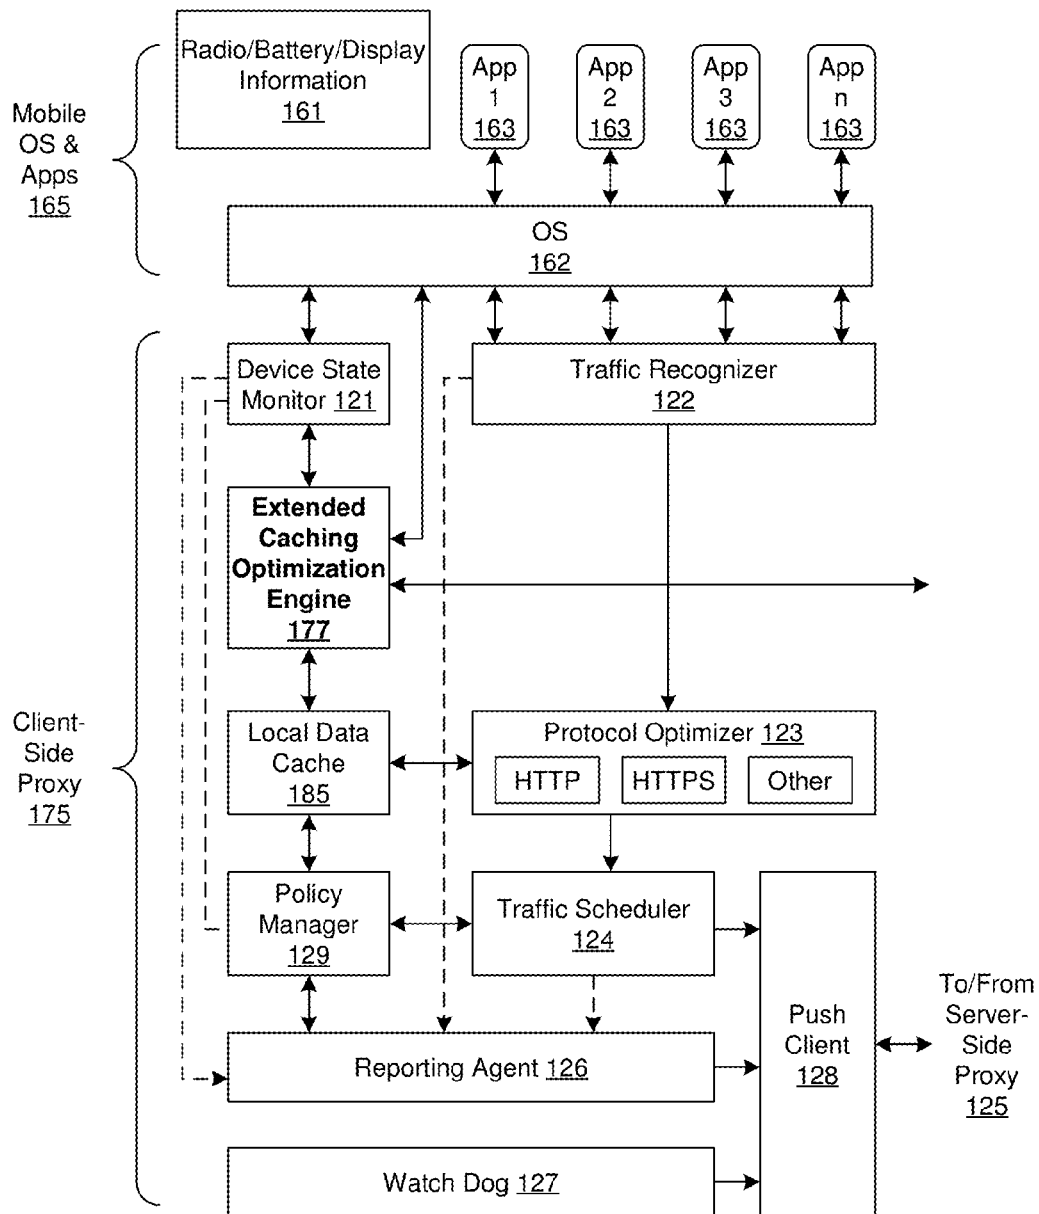 Radio/Battery/Display
Information
161
App
1
163
App
2
163
App
3
163
App
n
163
Mobile
OS &
Apps
165
OS
162
Device State
Monitor 121
Traffic Recognizer
122
Extended
Caching
Optimization
Engine
177
Client-
Side
Proxy
175
Local Data
Cache
185
Protocol Optimizer 123
HTTP
HTTPS
Other
Policy
Manager
129
Traffic Scheduler
124
Push
Client
128
To/From
Server-
Side
Proxy
125
Reporting Agent 126
Watch Dog 127